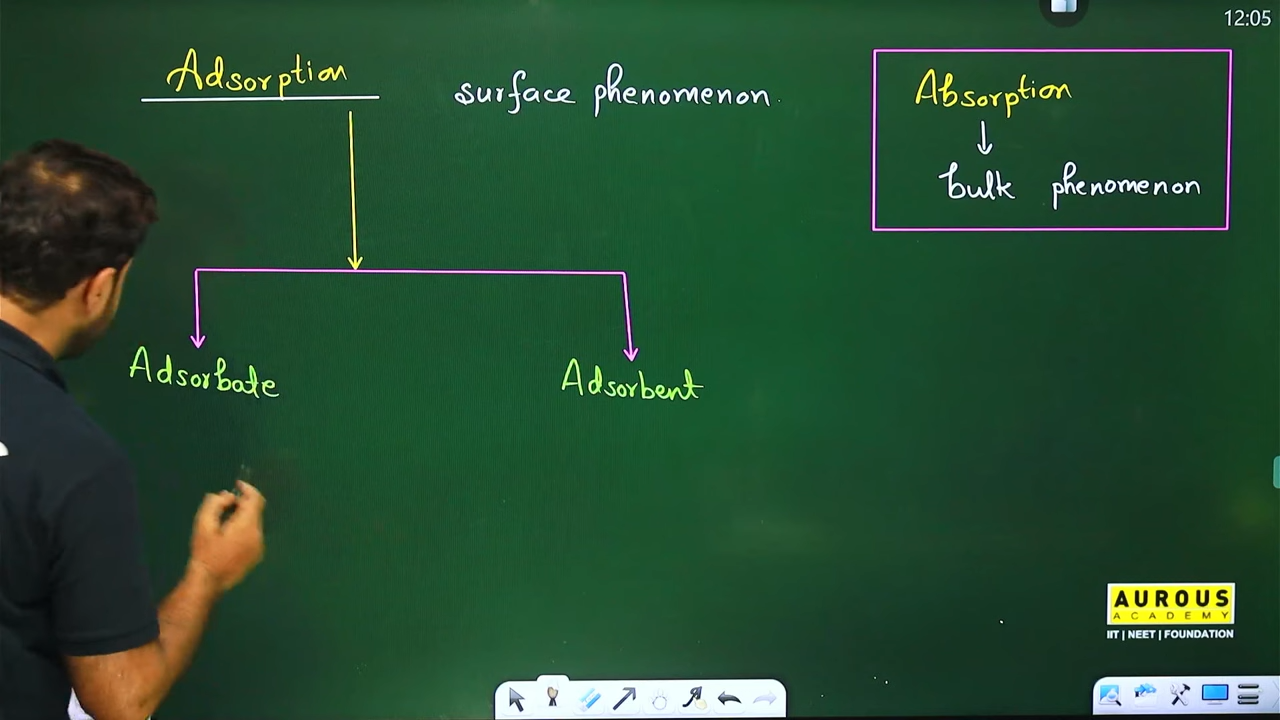 12:05
Adsorption
surface phenomenon
Absorption
bulk phenomenon
Adsorbate
Adsorbent
AUROUS
ACADEMY
IIT | NEET | FOUNDATION